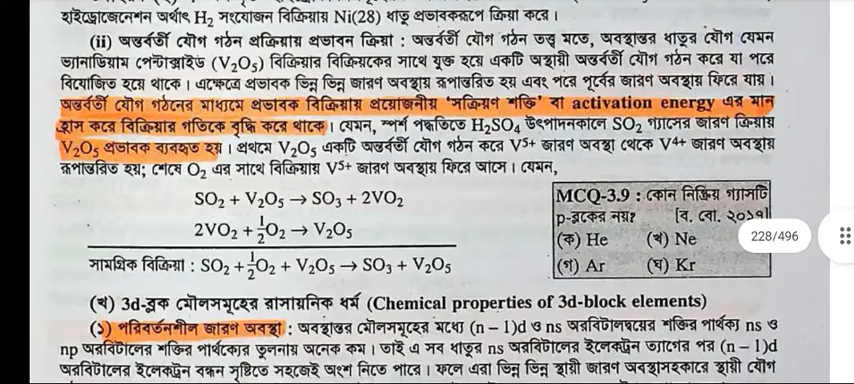 হাইড্রোজেনেশন অর্থাৎ H₂ সংযোজন বিক্রিয়ায় Ni(28) ধাতু প্রভাবকরূপে ক্রিয়া করে।
(ii) অন্তর্বর্তী যৌগ গঠন প্রক্রিয়ায় প্রভাবন ক্রিয়া : অন্তর্বর্তী যৌগ গঠন তত্ত্ব মতে, অবস্থান্তর ধাতুর যৌগ যেমন
ভ্যানাডিয়াম পেন্টাক্সাইড (V₂O₅) বিক্রিয়ার বিক্রিয়কের সাথে যুক্ত হয়ে একটি অস্থায়ী অন্তর্বর্তী যৌগ গঠন করে যা পরে
বিযোজিত হয়ে থাকে। এক্ষেত্রে প্রভাবক ভিন্ন ভিন্ন জারণ অবস্থায় রূপান্তরিত হয় এবং পরে পূর্বের জারণ অবস্থায় ফিরে যায়।
অন্তর্বর্তী যৌগ গঠনের মাধ্যমে প্রভাবক বিক্রিয়ায় প্রয়োজনীয় 'সক্রিয়ণ শক্তি' বা activation energy এর মান
হ্রাস করে বিক্রিয়ার গতিকে বৃদ্ধি করে থাকে। যেমন, স্পর্শ পদ্ধতিতে H₂SO₄ উৎপাদনকালে SO₂ গ্যাসের জারণ ক্রিয়ায়
V₂O₅ প্রভাবক ব্যবহৃত হয়। প্রথমে V₂O₅ একটি অন্তর্বর্তী যৌগ গঠন করে V⁵⁺ জারণ অবস্থা থেকে V⁴⁺ জারণ অবস্থায়
রূপান্তরিত হয়; শেষে O₂ এর সাথে বিক্রিয়ায় V⁵⁺ জারণ অবস্থায় ফিরে আসে। যেমন,
SO₂ + V₂O₅ → SO₃ + 2VO₂
2VO₂ + ½O₂ → V₂O₅
সামগ্রিক বিক্রিয়া : SO₂ + ½O₂ + V₂O₅ → SO₃ + V₂O₅
MCQ-3.9 : কোন নিষ্ক্রিয় গ্যাসটি
p-ব্লকের নয়? [ব. বো. ২০১৭]
(ক) He (খ) Ne
(গ) Ar (ঘ) Kr
228/496
(খ) 3d-ব্লক মৌলসমূহের রাসায়নিক ধর্ম (Chemical properties of 3d-block elements)
(১) পরিবর্তনশীল জারণ অবস্থা : অবস্থান্তর মৌলসমূহের মধ্যে (n – 1)d ও ns অরবিটালদ্বয়ের শক্তির পার্থক্য ns ও
np অরবিটালের শক্তির পার্থক্যের তুলনায় অনেক কম। তাই এ সব ধাতুর ns অরবিটালের ইলেকট্রন ত্যাগের পর (n – 1)d
অরবিটালের ইলেকট্রন বন্ধন সৃষ্টিতে সহজেই অংশ নিতে পারে। ফলে এরা ভিন্ন ভিন্ন স্থায়ী জারণ অবস্থাসহকারে স্থায়ী যৌগ